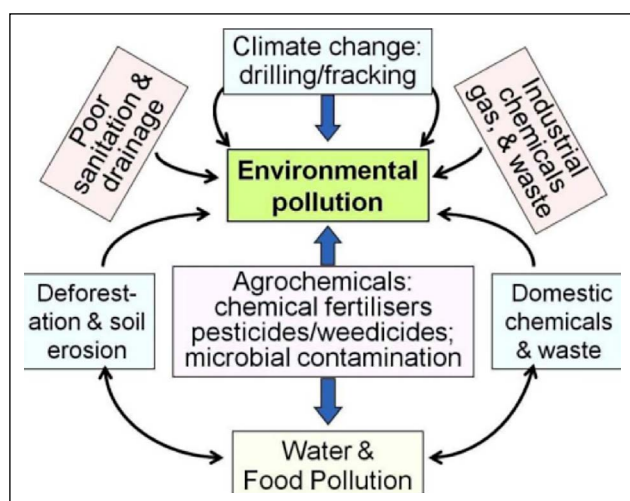 Climate change:
drilling/fracking
Poor
sanitation &
drainage
Industrial
chemicals
gas, & waste
Environmental
pollution
Deforest-
ation & soil
erosion
Agrochemicals:
chemical fertilisers
pesticides/weedicides;
microbial contamination
Domestic
chemicals
& waste
Water &
Food Pollution